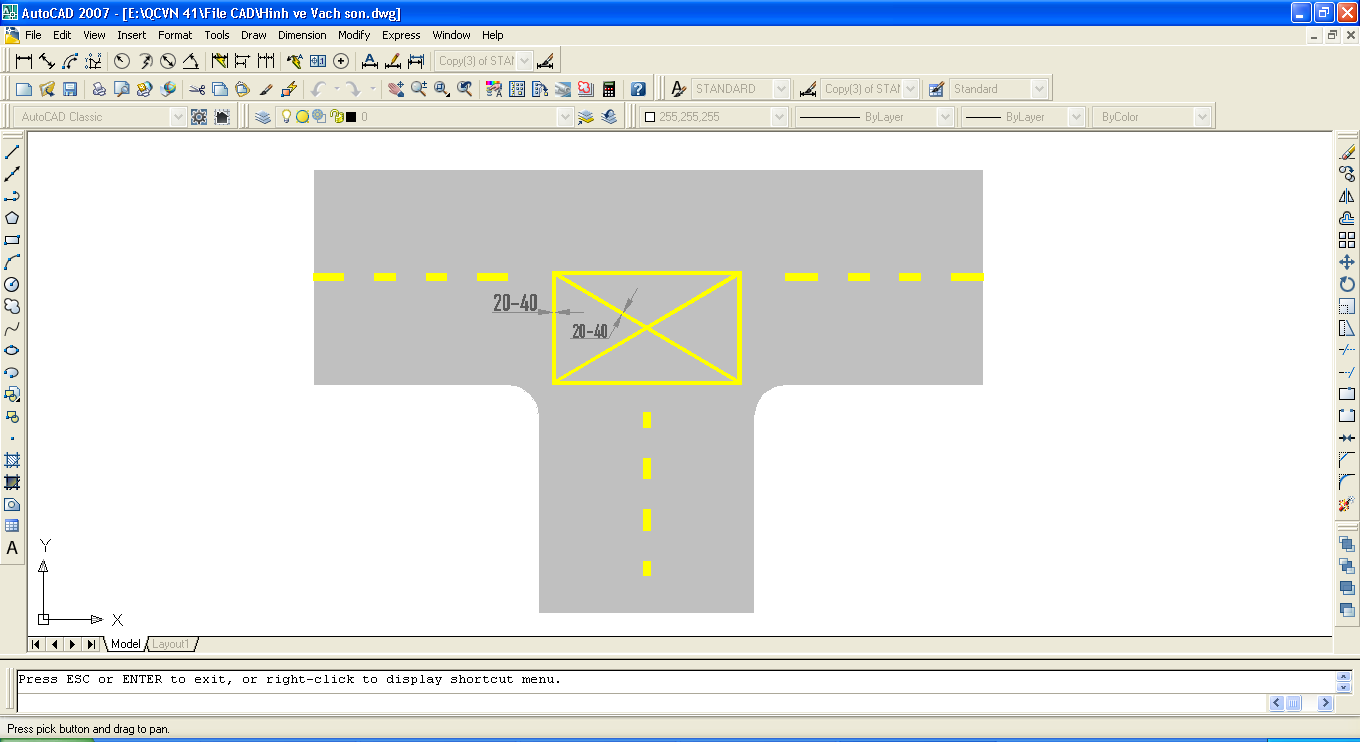 AutoCAD 2007 - [E:\QCVN 41\File CAD\Hinh ve Vach son.dwg]
File Edit View Insert Format Tools Draw Dimension Modify Express Window Help
Copy(3) of STAN
STANDARD Copy(3) of STAN Standard
AutoCAD Classic 0 255,255,255 ByLayer ByLayer ByColor
20-40
20-40
A
Y
X
Model Layout1
Press ESC or ENTER to exit, or right-click to display shortcut menu.
Press pick button and drag to pan.